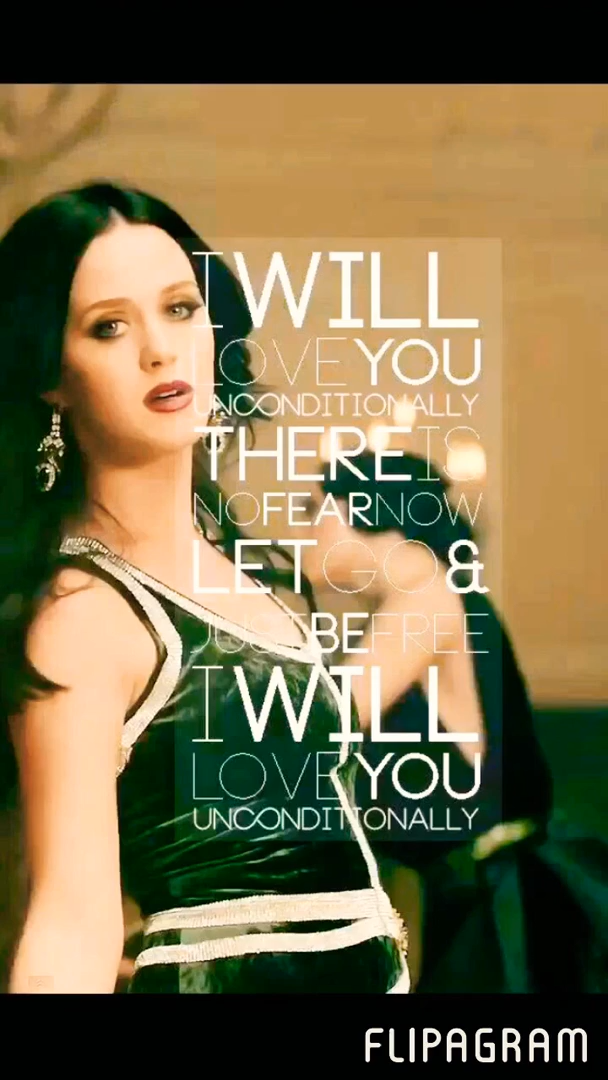 I WILL
LOVE YOU
UNCONDITIONALLY
THERE IS
NO FEAR NOW
LET GO &
JUST BE FREE
I WILL
LOVE YOU
UNCONDITIONALLY
FLIPAGRAM